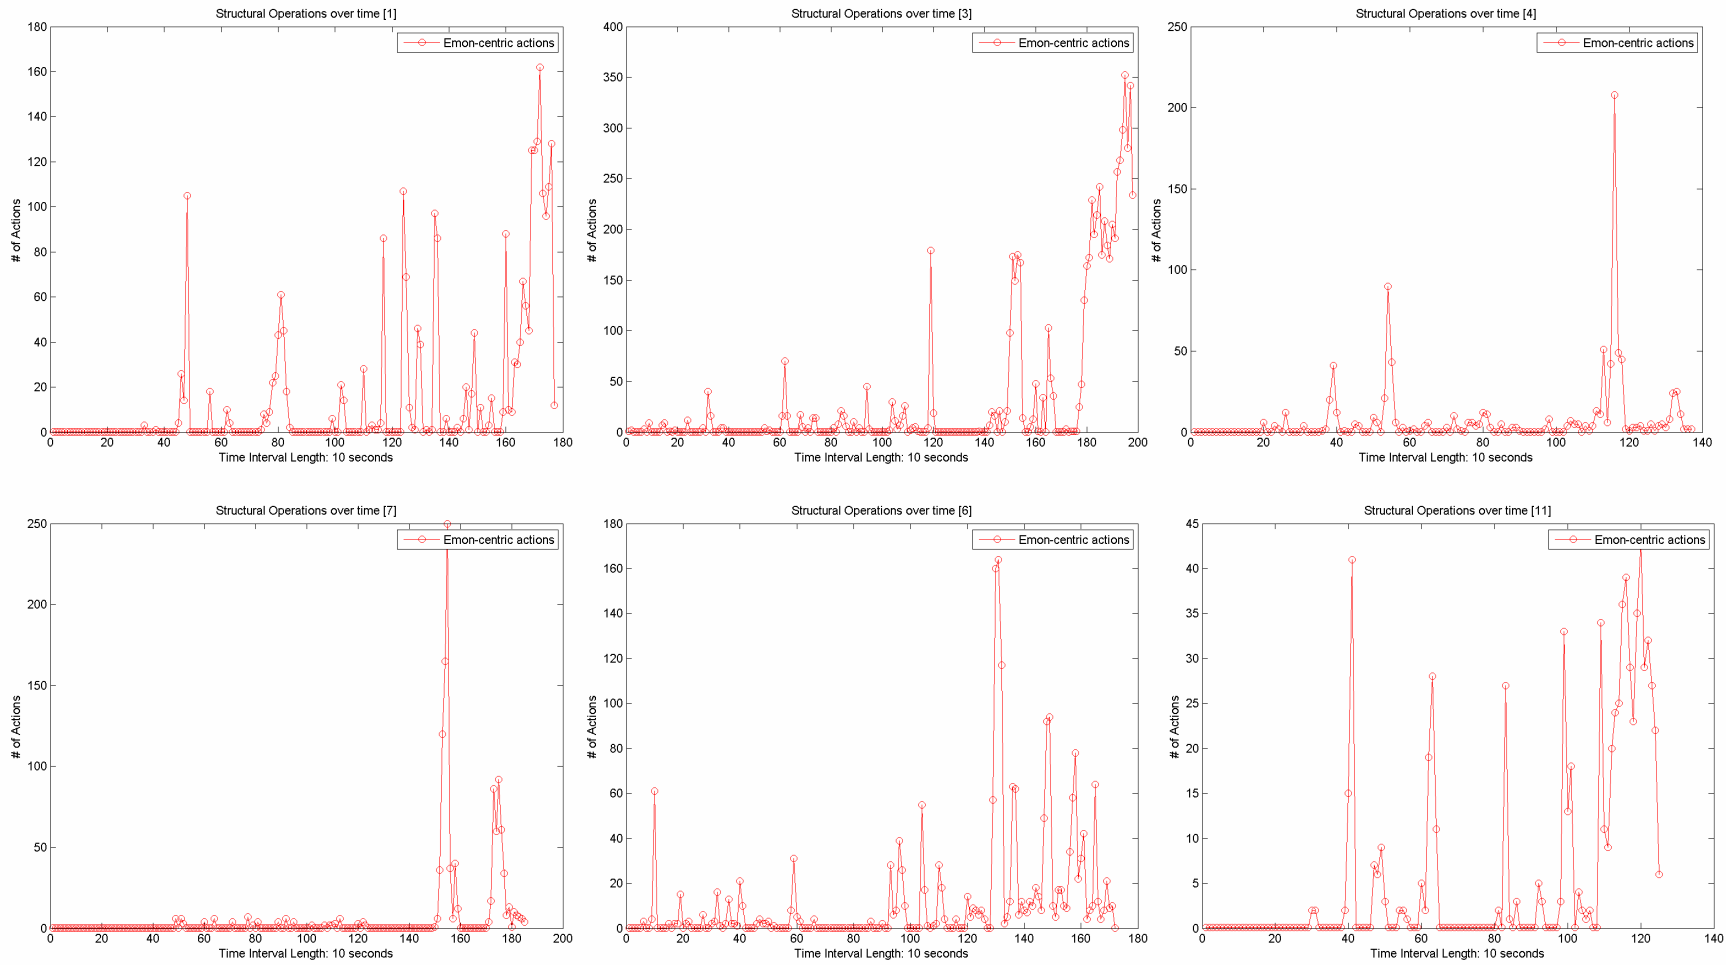 Structural Operations over time [1]
Emon-centric actions
180
160
140
120
100
80
60
40
20
0
# of Actions
0 20 40 60 80 100 120 140 160 180
Time Interval Length: 10 seconds
Structural Operations over time [3]
Emon-centric actions
400
350
300
250
200
150
100
50
0
# of Actions
0 20 40 60 80 100 120 140 160 180 200
Time Interval Length: 10 seconds
Structural Operations over time [4]
Emon-centric actions
250
200
150
100
50
0
# of Actions
0 20 40 60 80 100 120 140
Time Interval Length: 10 seconds
Structural Operations over time [7]
Emon-centric actions
250
200
150
100
50
0
# of Actions
0 20 40 60 80 100 120 140 160 180 200
Time Interval Length: 10 seconds
Structural Operations over time [6]
Emon-centric actions
180
160
140
120
100
80
60
40
20
0
# of Actions
0 20 40 60 80 100 120 140 160 180
Time Interval Length: 10 seconds
Structural Operations over time [11]
Emon-centric actions
45
40
35
30
25
20
15
10
5
0
# of Actions
0 20 40 60 80 100 120 140
Time Interval Length: 10 seconds